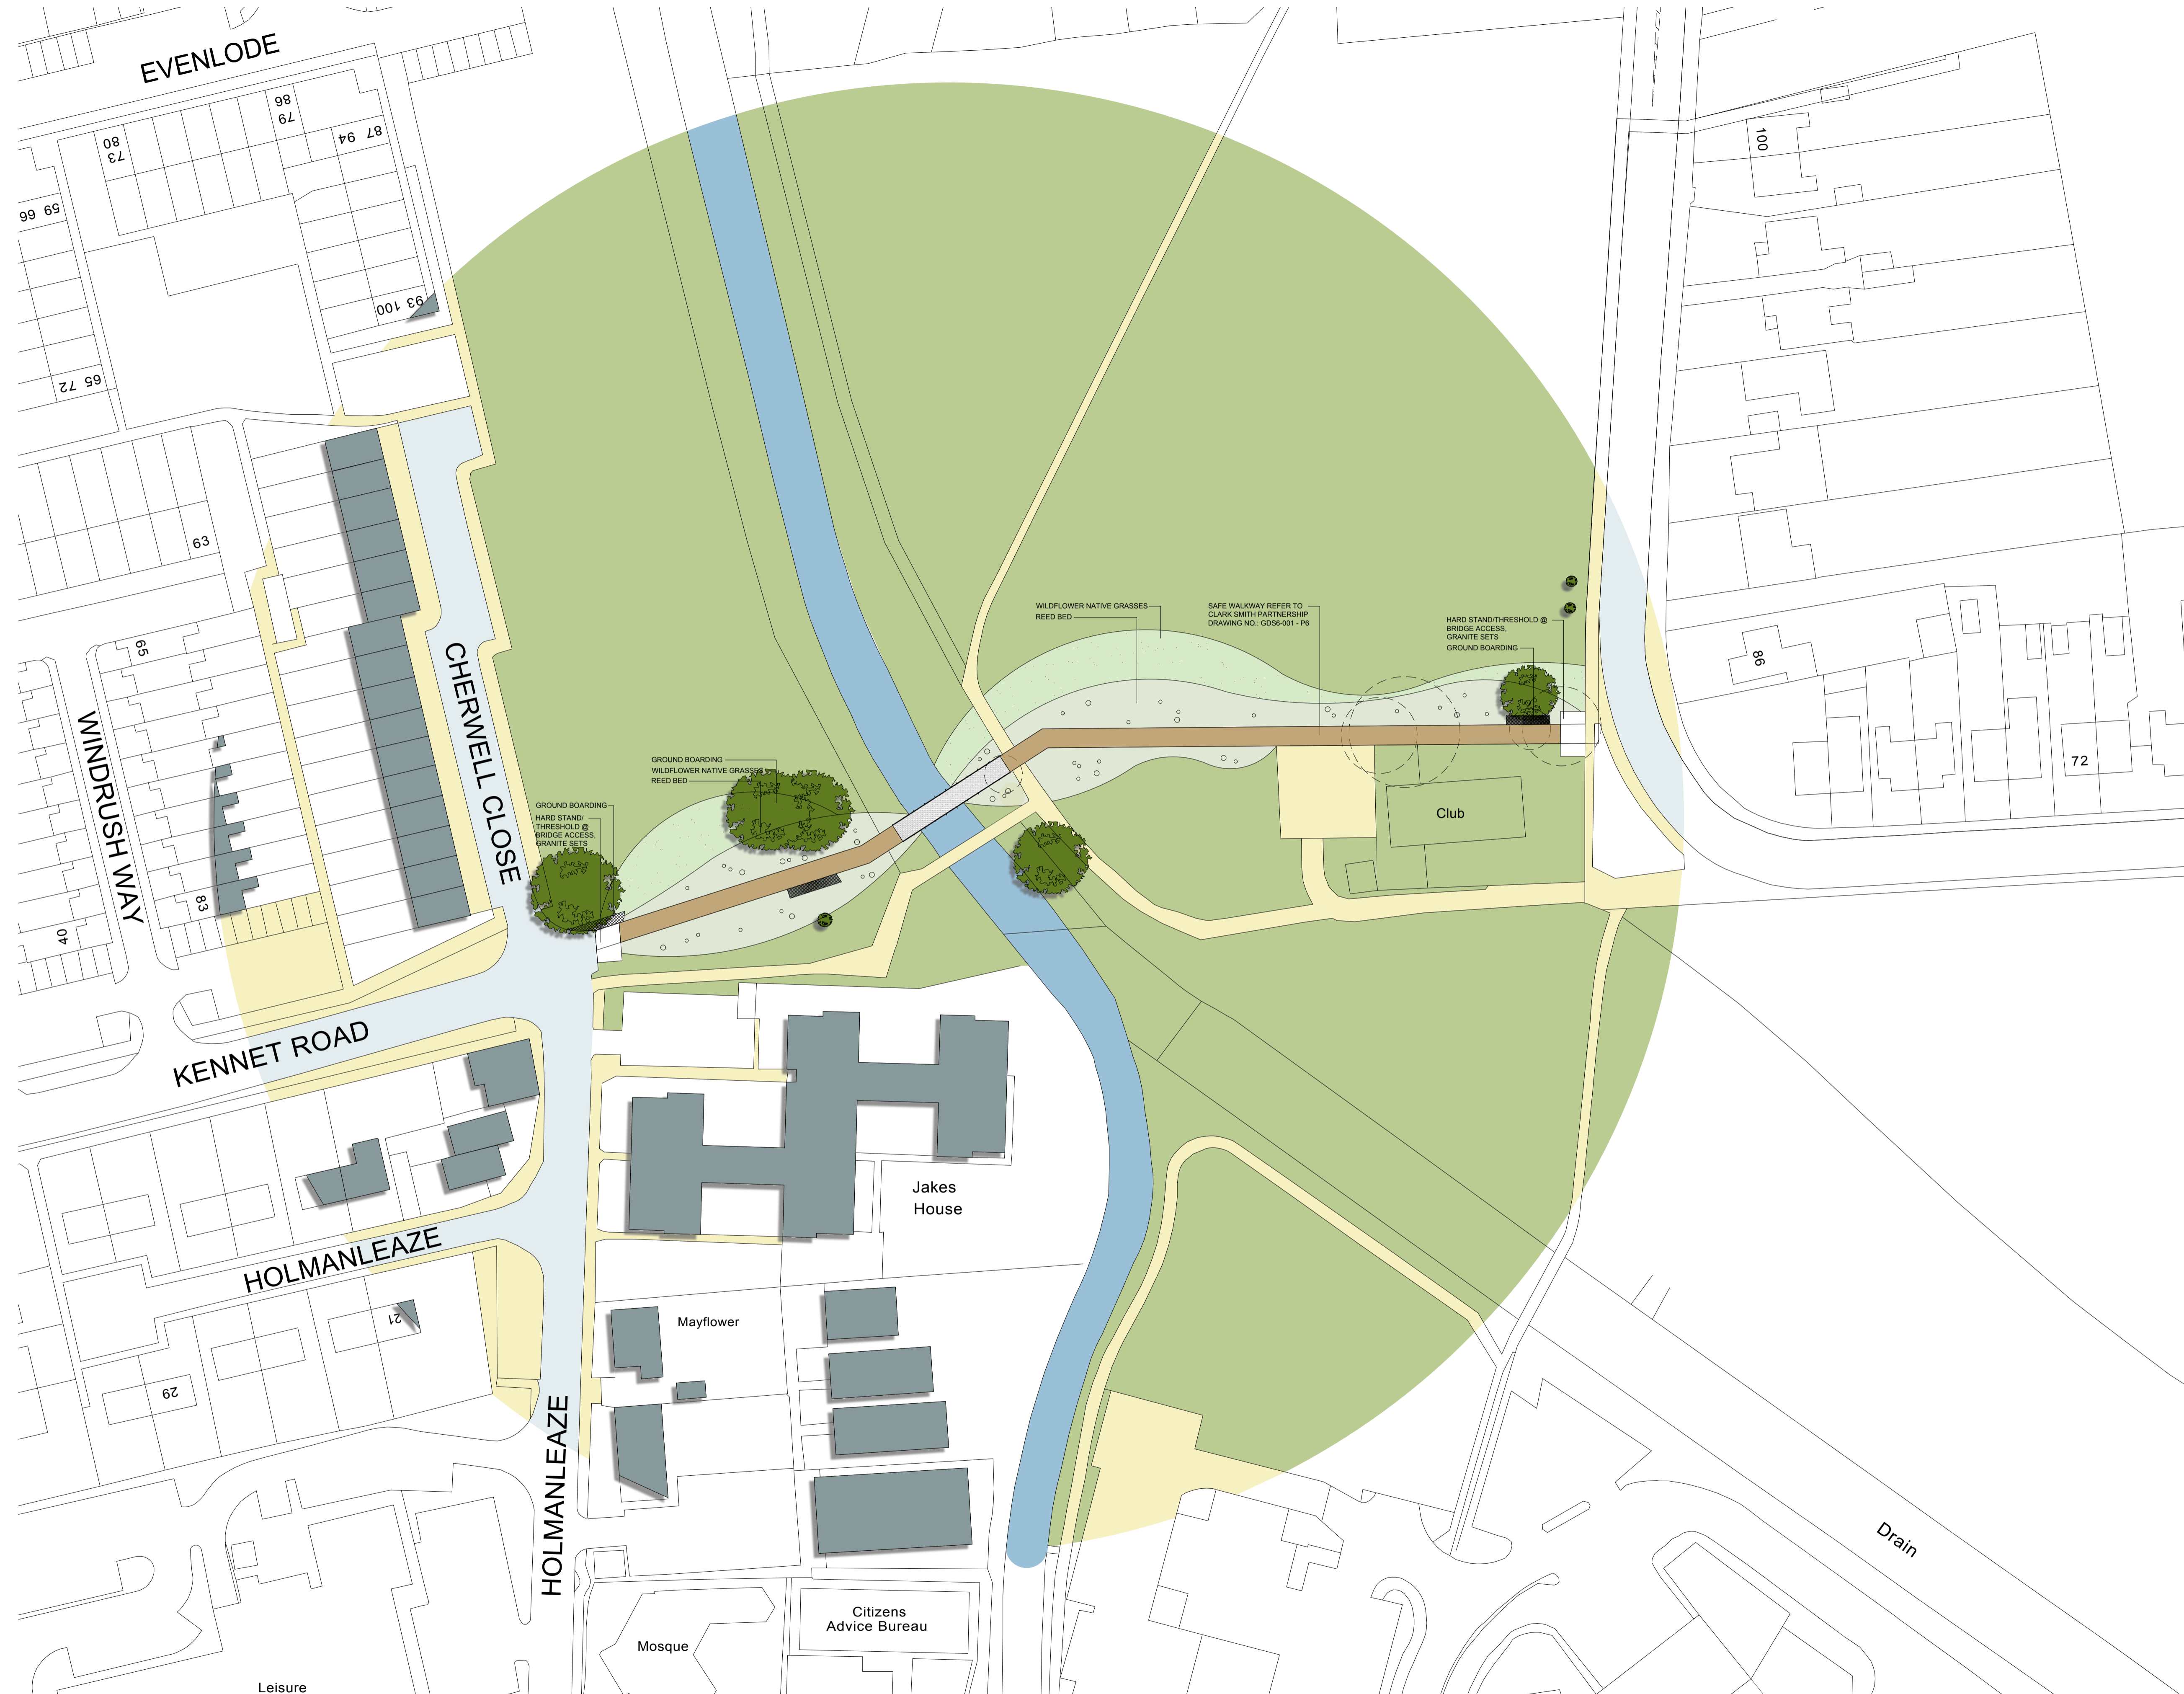 EVENLODE
86
79
80
73
87 94
100
59 66
93 100
65 72
63
WILDFLOWER NATIVE GRASSES
REED BED
SAFE WALKWAY REFER TO
CLARK SMITH PARTNERSHIP
DRAWING NO.: GDS6-001 - P6
HARD STAND/THRESHOLD @
BRIDGE ACCESS,
GRANITE SETS
GROUND BOARDING
65
86
CHERWELL CLOSE
WINDRUSH WAY
72
GROUND BOARDING
WILDFLOWER NATIVE GRASSES
REED BED
GROUND BOARDING
HARD STAND/
THRESHOLD @
BRIDGE ACCESS,
GRANITE SETS
Club
83
40
KENNET ROAD
Jakes
House
HOLMANLEAZE
21
Mayflower
29
HOLMANLEAZE
Drain
Citizens
Advice Bureau
Mosque
Leisure